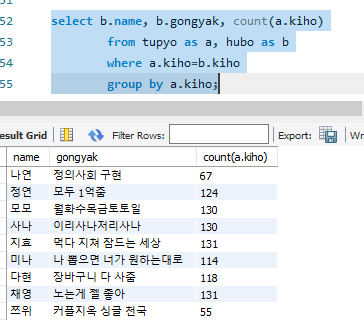 51
52 select b.name, b.gongyak, count(a.kiho)
53 from tupyo as a, hubo as b
54 where a.kiho=b.kiho
55 group by a.kiho;
Result Grid Filter Rows: Export:
name gongyak count(a.kiho)
나연 정의사회 구현 67
정연 모두 1억줌 124
모모 월화수목금토토일 130
사나 이리사나저리사나 130
지효 먹다 지쳐 잠드는 세상 131
미나 나 뽑으면 너가 원하는대로 114
다현 장바구니 다 사줌 118
채영 노는게 젤 좋아 131
쯔위 커플지옥 싱글 천국 55